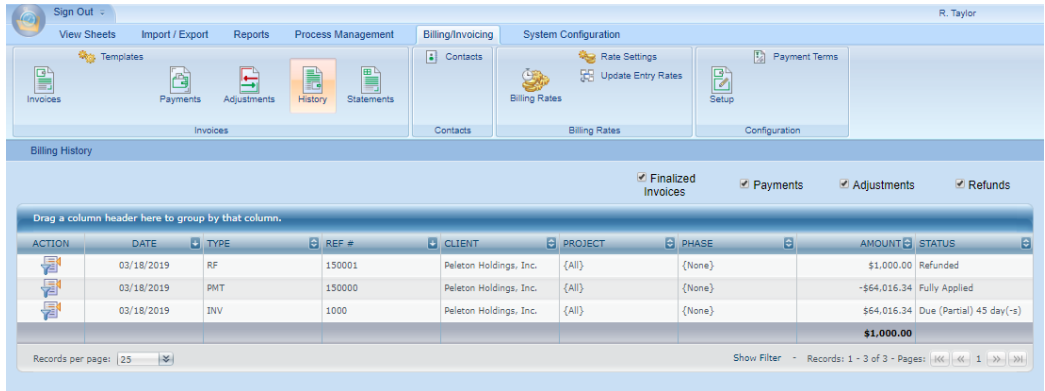 Sign Out
R. Taylor
View Sheets Import / Export Reports Process Management Billing/Invoicing System Configuration
Templates Contacts Rate Settings Payment Terms
Update Entry Rates
Invoices Payments Adjustments History Statements Billing Rates Setup
Invoices Contacts Billing Rates Configuration
Billing History
Finalized Invoices Payments Adjustments Refunds
Drag a column header here to group by that column.
ACTION DATE TYPE REF # CLIENT PROJECT PHASE AMOUNT STATUS
03/18/2019 RF 150001 Peleton Holdings, Inc. {All} {None} $1,000.00 Refunded
03/18/2019 PMT 150000 Peleton Holdings, Inc. {All} {None} -$64,016.34 Fully Applied
03/18/2019 INV 1000 Peleton Holdings, Inc. {All} {None} $64,016.34 Due (Partial) 45 day(-s)
$1,000.00
Records per page: 25 Show Filter - Records: 1 - 3 of 3 - Pages: 1